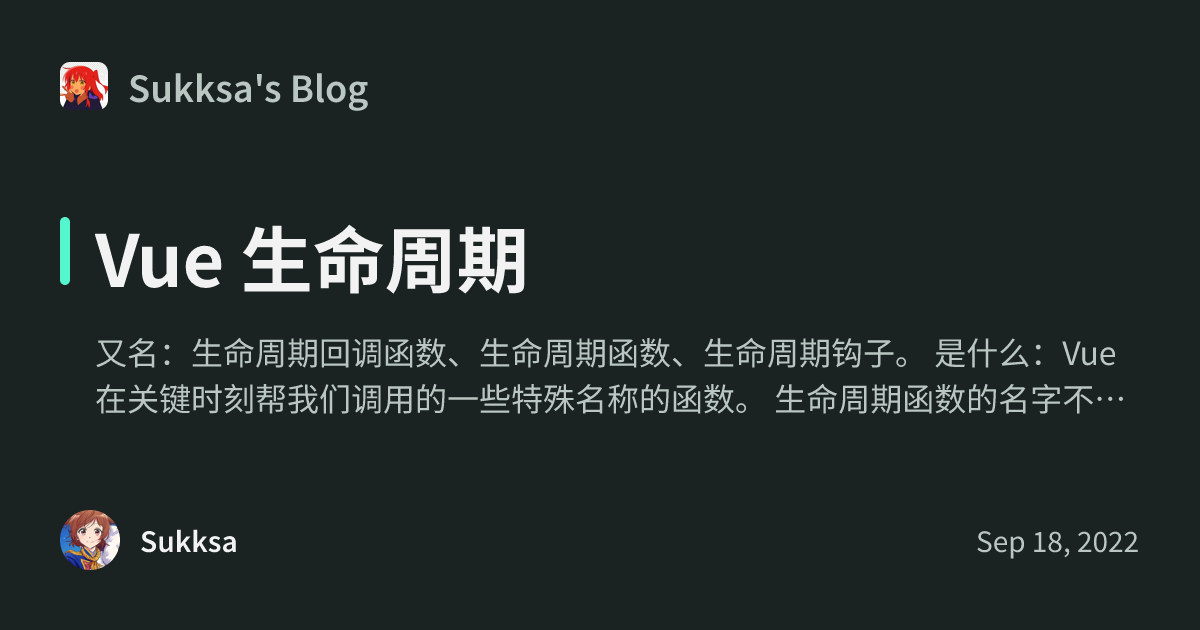 Sukksa's Blog
Vue 生命周期
又名：生命周期回调函数、生命周期函数、生命周期钩子。 是什么：Vue
在关键时刻帮我们调用的一些特殊名称的函数。 生命周期函数的名字不…
Sukksa
Sep 18, 2022